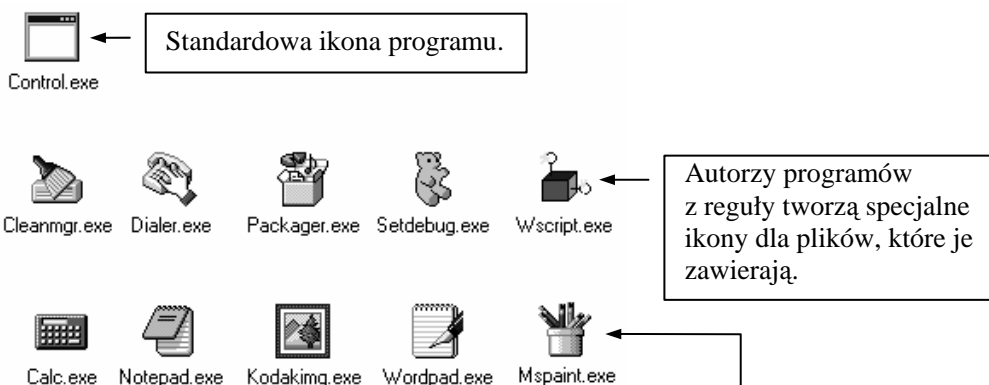 Standardowa ikona programu.
Control.exe
Cleanmgr.exe Dialer.exe Packager.exe Setdebug.exe Wscript.exe
Autorzy programów
z reguły tworzą specjalne
ikony dla plików, które je
zawierają.
Calc.exe Notepad.exe Kodakimg.exe Wordpad.exe Mspaint.exe